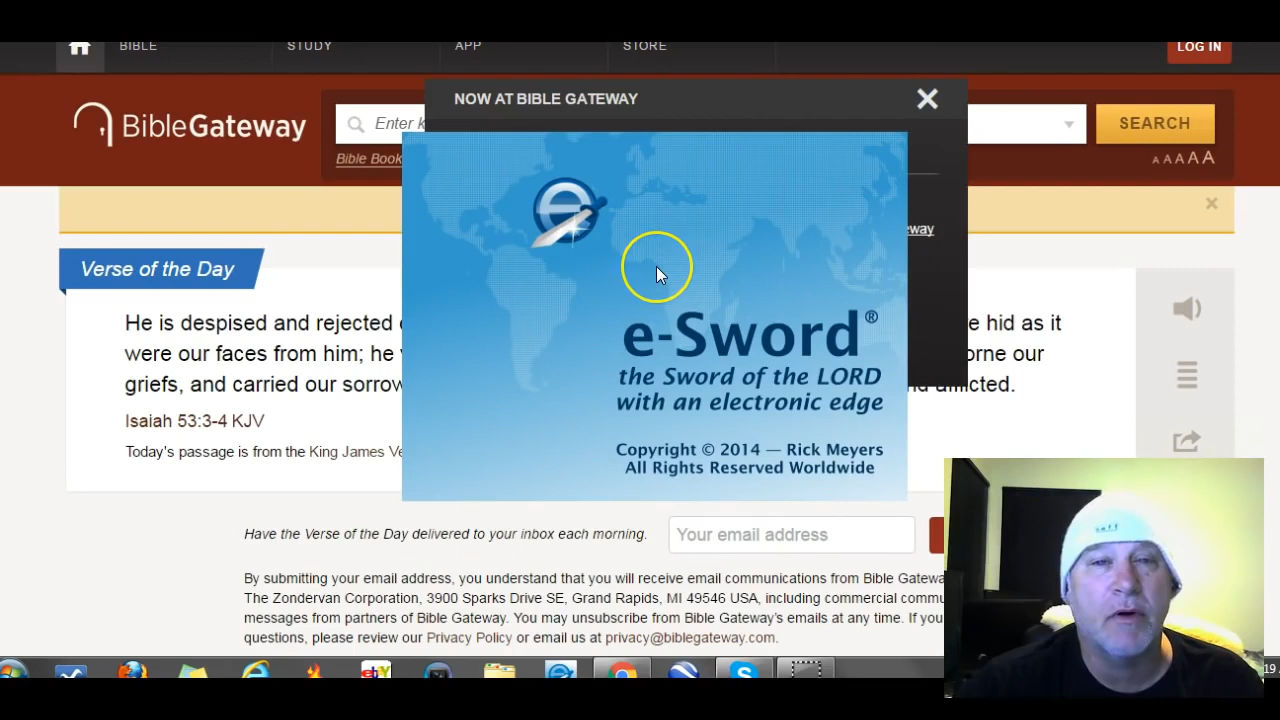 BIBLE
STUDY
APP
STORE
LOG IN
NOW AT BIBLE GATEWAY
BibleGateway
Enter k
SEARCH
Bible Book
A A A A A
Verse of the Day
He is despised and rejected
e hid as it
were our faces from him; he
orne our
griefs, and carried our sorrow
afflicted.
Isaiah 53:3-4 KJV
Today's passage is from the King James Ve
e
e-Sword®
the Sword of the LORD
with an electronic edge
Copyright © 2014 — Rick Meyers
All Rights Reserved Worldwide
Have the Verse of the Day delivered to your inbox each morning.
Your email address
By submitting your email address, you understand that you will receive email communications from Bible Gatewa
The Zondervan Corporation, 3900 Sparks Drive SE, Grand Rapids, MI 49546 USA, including commercial commu
messages from partners of Bible Gateway. You may unsubscribe from Bible Gateway's emails at any time. If you
questions, please review our Privacy Policy or email us at privacy@biblegateway.com.
ebY
S
19